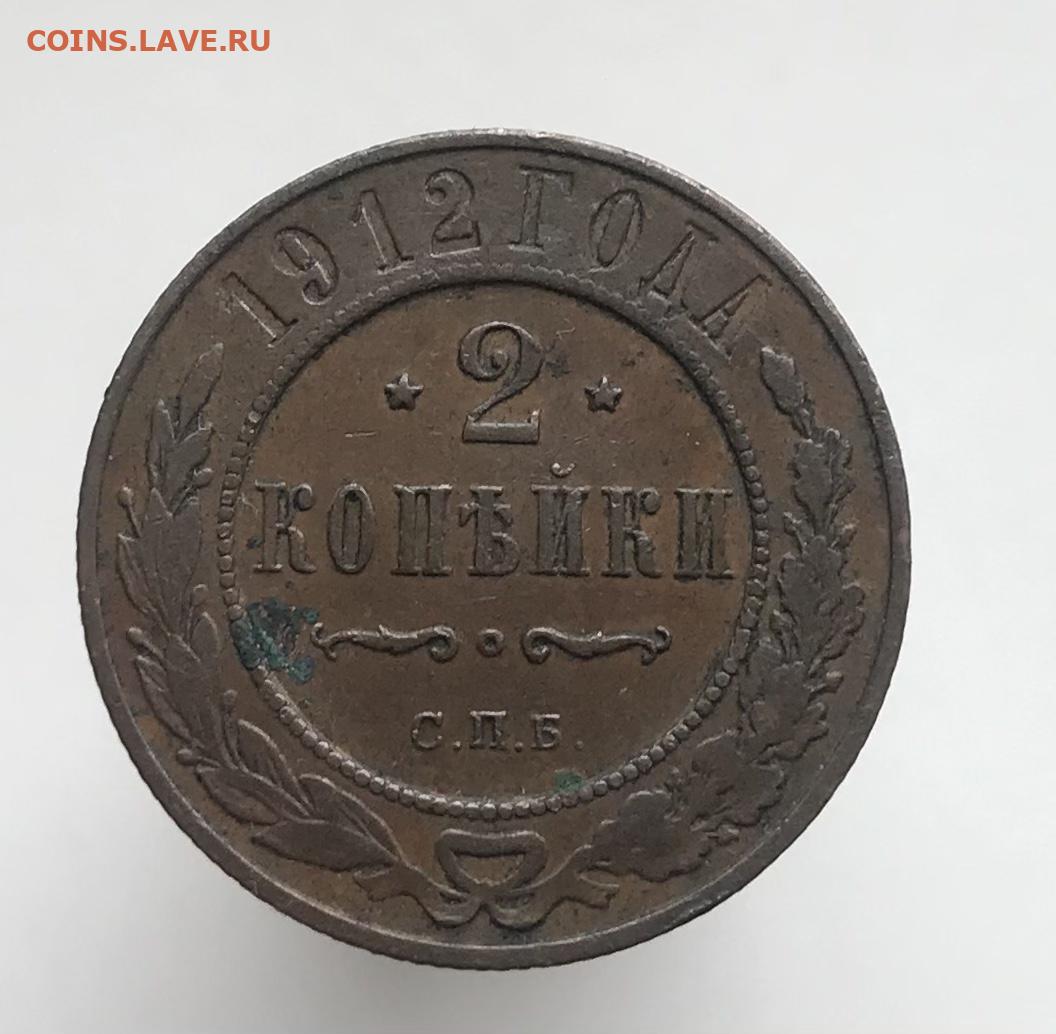 COINS.LAVE.RU
1912 ГОДА
2
КОПѢЙКИ
С.П.Б.